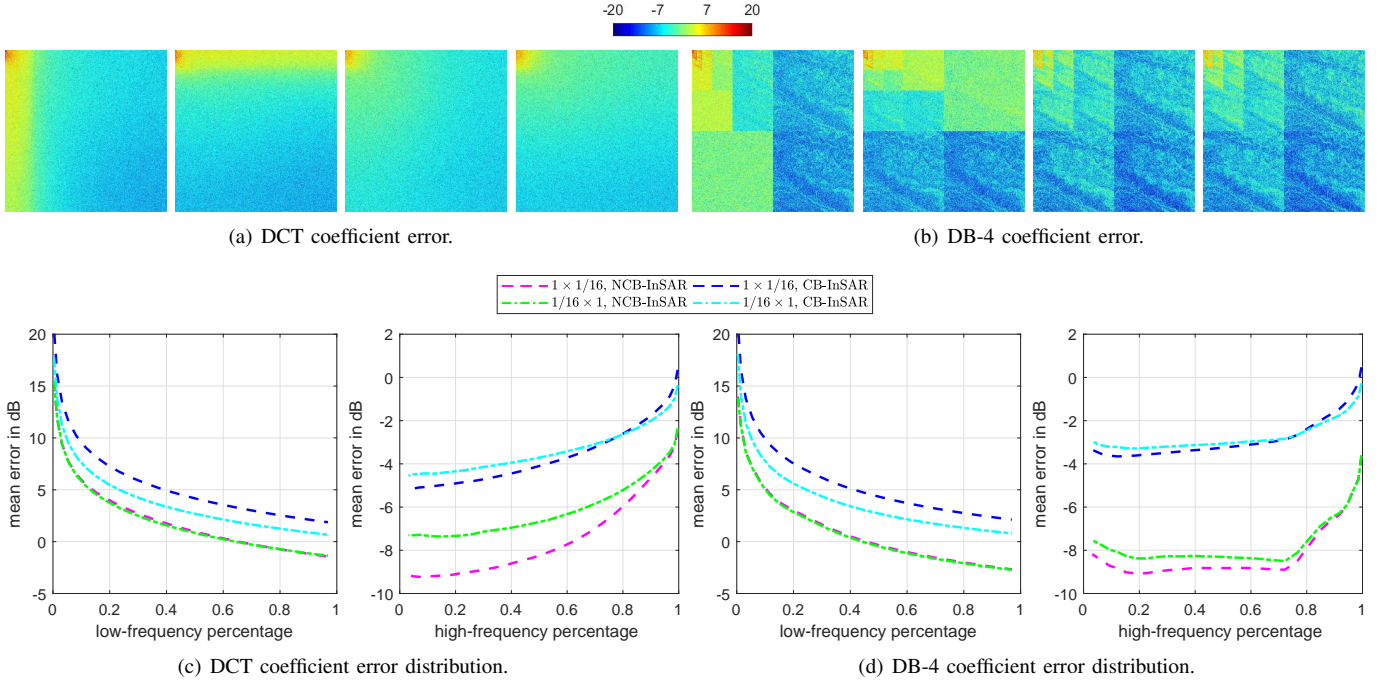 -20 -7 7 20
(a) DCT coefficient error.
(b) DB-4 coefficient error.
1 × 1/16, NCB-InSAR 1 × 1/16, CB-InSAR
1/16 × 1, NCB-InSAR 1/16 × 1, CB-InSAR
mean error in dB
20
15
10
5
0
-5
0 0.2 0.4 0.6 0.8 1
low-frequency percentage
mean error in dB
2
0
-2
-4
-6
-8
-10
0 0.2 0.4 0.6 0.8 1
high-frequency percentage
(c) DCT coefficient error distribution.
mean error in dB
20
15
10
5
0
-5
0 0.2 0.4 0.6 0.8 1
low-frequency percentage
mean error in dB
2
0
-2
-4
-6
-8
-10
0 0.2 0.4 0.6 0.8 1
high-frequency percentage
(d) DB-4 coefficient error distribution.